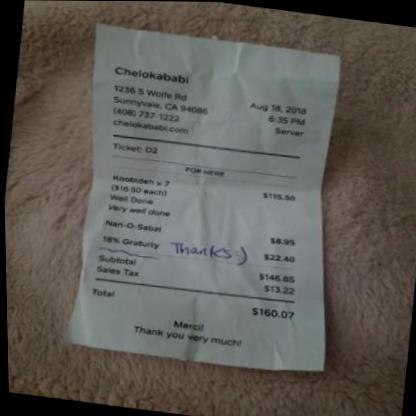 Chelokababi
1236 S Wolfe Rd
Sunnyvale, CA 94086
(408) 737-1222
chelokababi.com
Aug 18, 2018
6:35 PM
Server
Ticket: D2
FOR HERE
Koobideh x 7 $115.50
($16.50 each)
Well Done
Very well done
Nan-O-Sabzi $8.95
18% Gratuity Thanks :) $22.40
Subtotal $146.85
Sales Tax $13.22
Total $160.07
Merci!
Thank you very much!